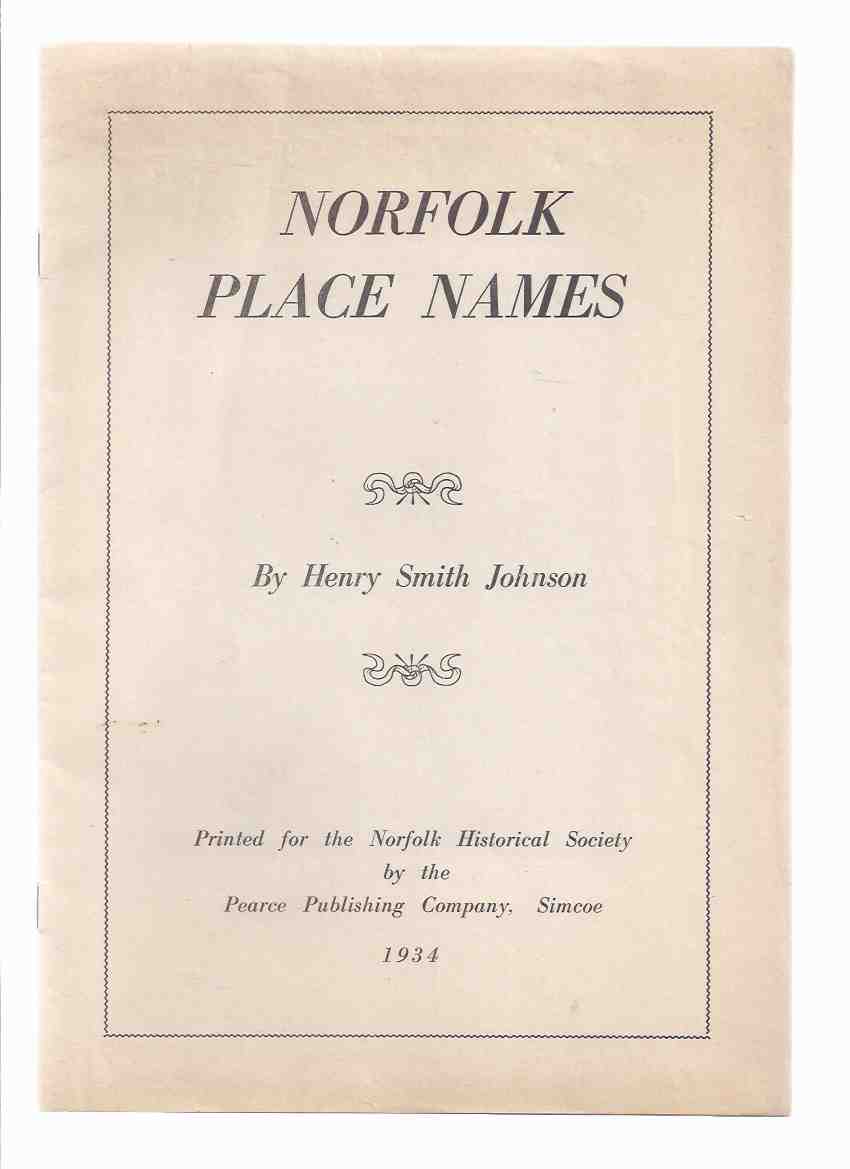 NORFOLK
PLACE NAMES
By Henry Smith Johnson
Printed for the Norfolk Historical Society
by the
Pearce Publishing Company, Simcoe
1934